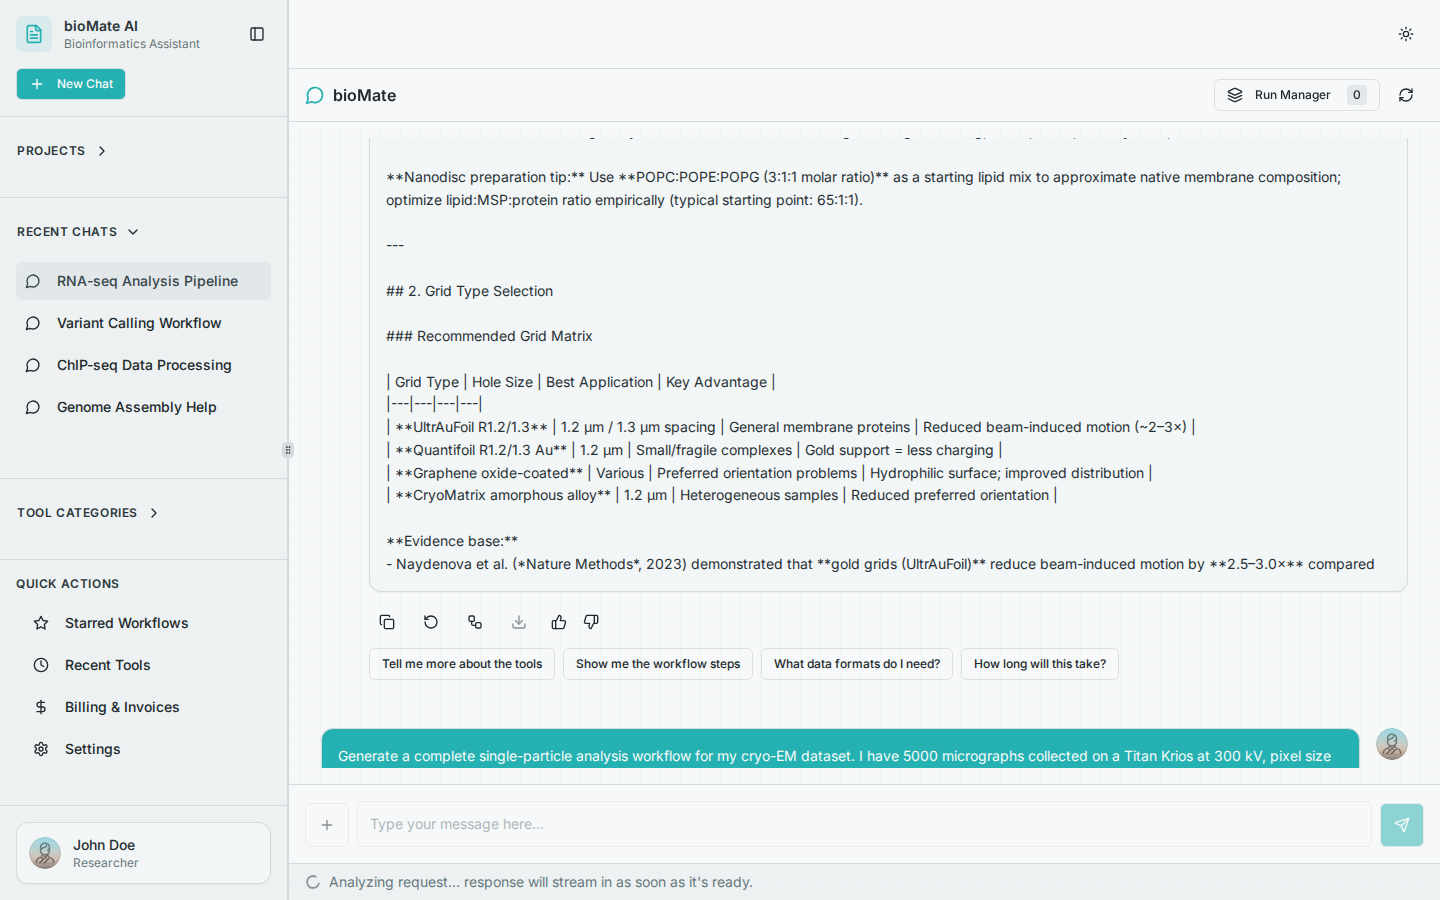 bioMate AI
Bioinformatics Assistant
New Chat
PROJECTS
RECENT CHATS
RNA-seq Analysis Pipeline
Variant Calling Workflow
ChIP-seq Data Processing
Genome Assembly Help
TOOL CATEGORIES
QUICK ACTIONS
Starred Workflows
Recent Tools
Billing & Invoices
Settings
John Doe
Researcher
bioMate
Run Manager 0
**Nanodisc preparation tip:** Use **POPC:POPE:POPG (3:1:1 molar ratio)** as a starting lipid mix to approximate native membrane composition;
optimize lipid:MSP:protein ratio empirically (typical starting point: 65:1:1).
---
## 2. Grid Type Selection
### Recommended Grid Matrix
| Grid Type | Hole Size | Best Application | Key Advantage |
|---|---|---|---|
| **UltrAuFoil R1.2/1.3** | 1.2 μm / 1.3 μm spacing | General membrane proteins | Reduced beam-induced motion (~2–3×) |
| **Quantifoil R1.2/1.3 Au** | 1.2 μm | Small/fragile complexes | Gold support = less charging |
| **Graphene oxide-coated** | Various | Preferred orientation problems | Hydrophilic surface; improved distribution |
| **CryoMatrix amorphous alloy** | 1.2 μm | Heterogeneous samples | Reduced preferred orientation |
**Evidence base:**
- Naydenova et al. (*Nature Methods*, 2023) demonstrated that **gold grids (UltrAuFoil)** reduce beam-induced motion by **2.5–3.0×** compared
Tell me more about the tools
Show me the workflow steps
What data formats do I need?
How long will this take?
Generate a complete single-particle analysis workflow for my cryo-EM dataset. I have 5000 micrographs collected on a Titan Krios at 300 kV, pixel size
Type your message here...
Analyzing request... response will stream in as soon as it's ready.